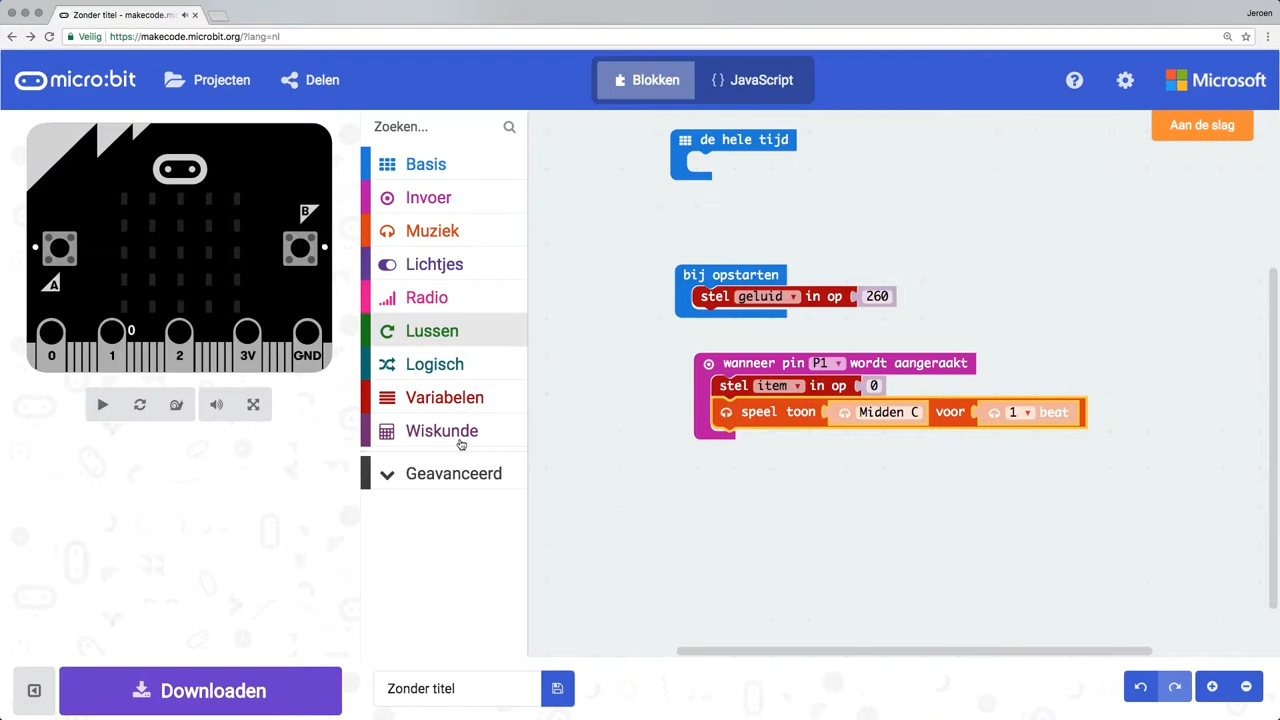 Zonder titel - makecode.mi
Jeroen
Veilig https://makecode.microbit.org/?lang=nl
micro:bit Projecten Delen Blokken {} JavaScript Microsoft
Zoeken... Aan de slag
Basis
Invoer
Muziek
Lichtjes
Radio
Lussen
Logisch
Variabelen
Wiskunde
Geavanceerd
A
B
0
0 1 2 3V GND
de hele tijd
bij opstarten
stel geluid in op 260
wanneer pin P1 wordt aangeraakt
stel item in op 0
speel toon Midden C voor 1 beat
Downloaden
Zonder titel